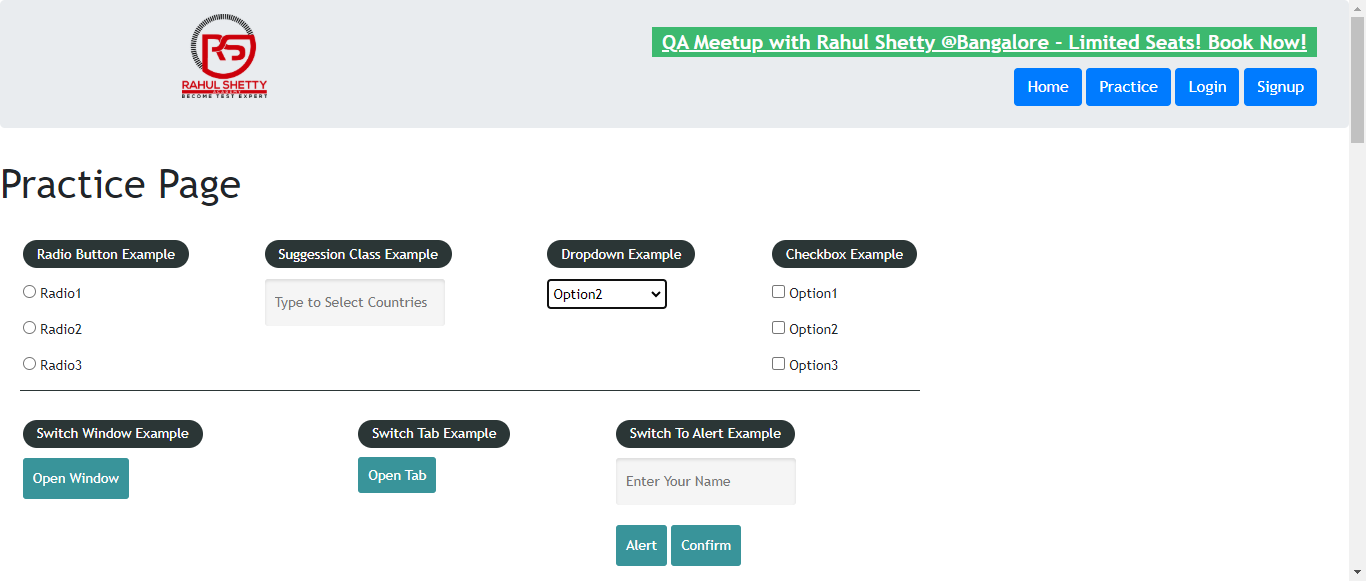 RS
RAHUL SHETTY
ACADEMY
BECOME TEST EXPERT
QA Meetup with Rahul Shetty @Bangalore - Limited Seats! Book Now!
Home Practice Login Signup
Practice Page
Radio Button Example Suggession Class Example Dropdown Example Checkbox Example
Radio1 Type to Select Countries Option2 Option1
Radio2 Option2
Radio3 Option3
Switch Window Example Switch Tab Example Switch To Alert Example
Open Window Open Tab Enter Your Name
Alert Confirm